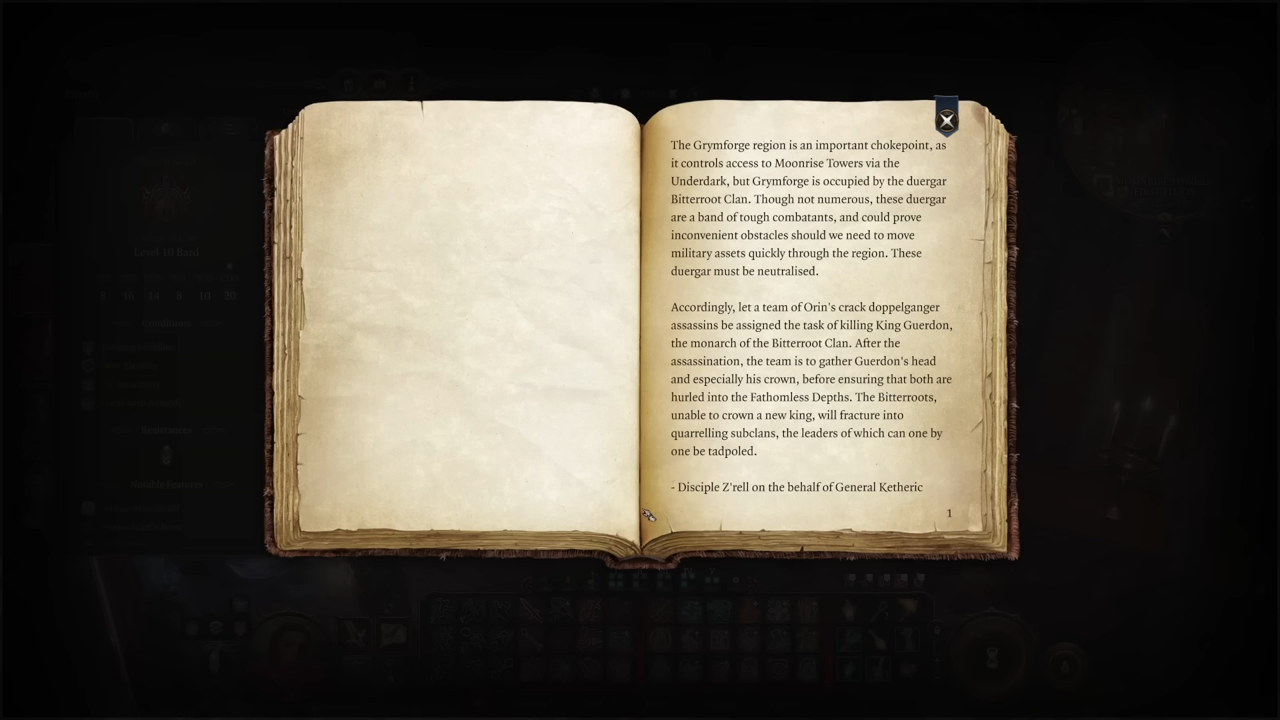 The Grymforge region is an important chokepoint, as
it controls access to Moonrise Towers via the
Underdark, but Grymforge is occupied by the duergar
Bitterroot Clan. Though not numerous, these duergar
are a band of tough combatants, and could prove
inconvenient obstacles should we need to move
military assets quickly through the region. These
duergar must be neutralised.
Accordingly, let a team of Orin's crack doppelganger
assassins be assigned the task of killing King Guerdon,
the monarch of the Bitterroot Clan. After the
assassination, the team is to gather Guerdon's head
and especially his crown, before ensuring that both are
hurled into the Fathomless Depths. The Bitterroots,
unable to crown a new king, will fracture into
quarrelling subclans, the leaders of which can one by
one be tadpoled.
- Disciple Z'rell on the behalf of General Ketheric
1
Level 10 Bard
Conditions
Resistances
Notable Features